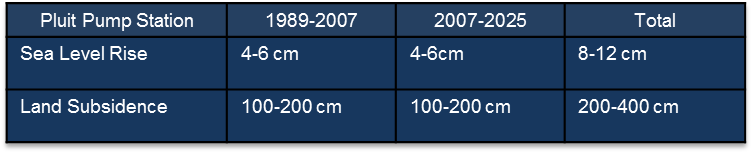 Pluit Pump Station 1989-2007 2007-2025 Total
Sea Level Rise 4-6 cm 4-6cm 8-12 cm
Land Subsidence 100-200 cm 100-200 cm 200-400 cm